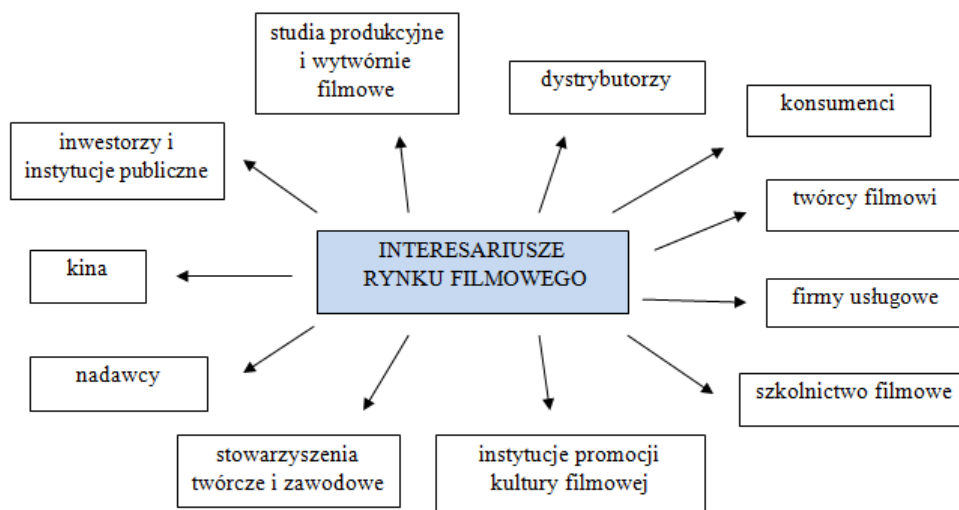 studia produkcyjne
i wytwórnie
filmowe
dystrybutorzy
konsumenci
inwestorzy i
instytucje publiczne
twórcy filmowi
INTERESARIUSZE
RYNKU FILMOWEGO
kina
firmy usługowe
nadawcy
szkolnictwo filmowe
stowarzyszenia
twórcze i zawodowe
instytucje promocji
kultury filmowej